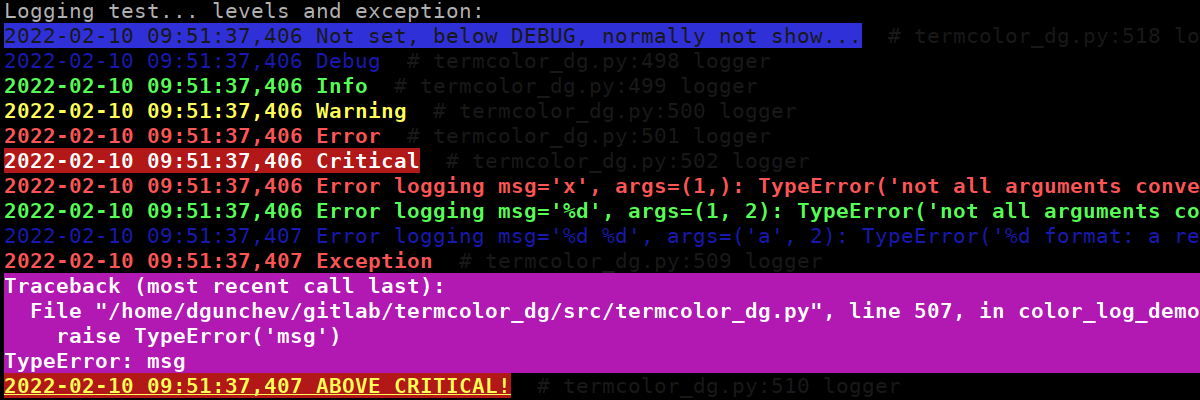 Logging test... levels and exception:
2022-02-10 09:51:37,406 Not set, below DEBUG, normally not show...  # termcolor_dg.py:518 lo
2022-02-10 09:51:37,406 Debug  # termcolor_dg.py:498 logger
2022-02-10 09:51:37,406 Info  # termcolor_dg.py:499 logger
2022-02-10 09:51:37,406 Warning  # termcolor_dg.py:500 logger
2022-02-10 09:51:37,406 Error  # termcolor_dg.py:501 logger
2022-02-10 09:51:37,406 Critical  # termcolor_dg.py:502 logger
2022-02-10 09:51:37,406 Error logging msg='x', args=(1,): TypeError('not all arguments conve
2022-02-10 09:51:37,406 Error logging msg='%d', args=(1, 2): TypeError('not all arguments co
2022-02-10 09:51:37,407 Error logging msg='%d %d', args=('a', 2): TypeError('%d format: a re
2022-02-10 09:51:37,407 Exception  # termcolor_dg.py:509 logger
Traceback (most recent call last):
  File "/home/dgunchev/gitlab/termcolor_dg/src/termcolor_dg.py", line 507, in color_log_demo
    raise TypeError('msg')
TypeError: msg
2022-02-10 09:51:37,407 ABOVE CRITICAL!  # termcolor_dg.py:510 logger